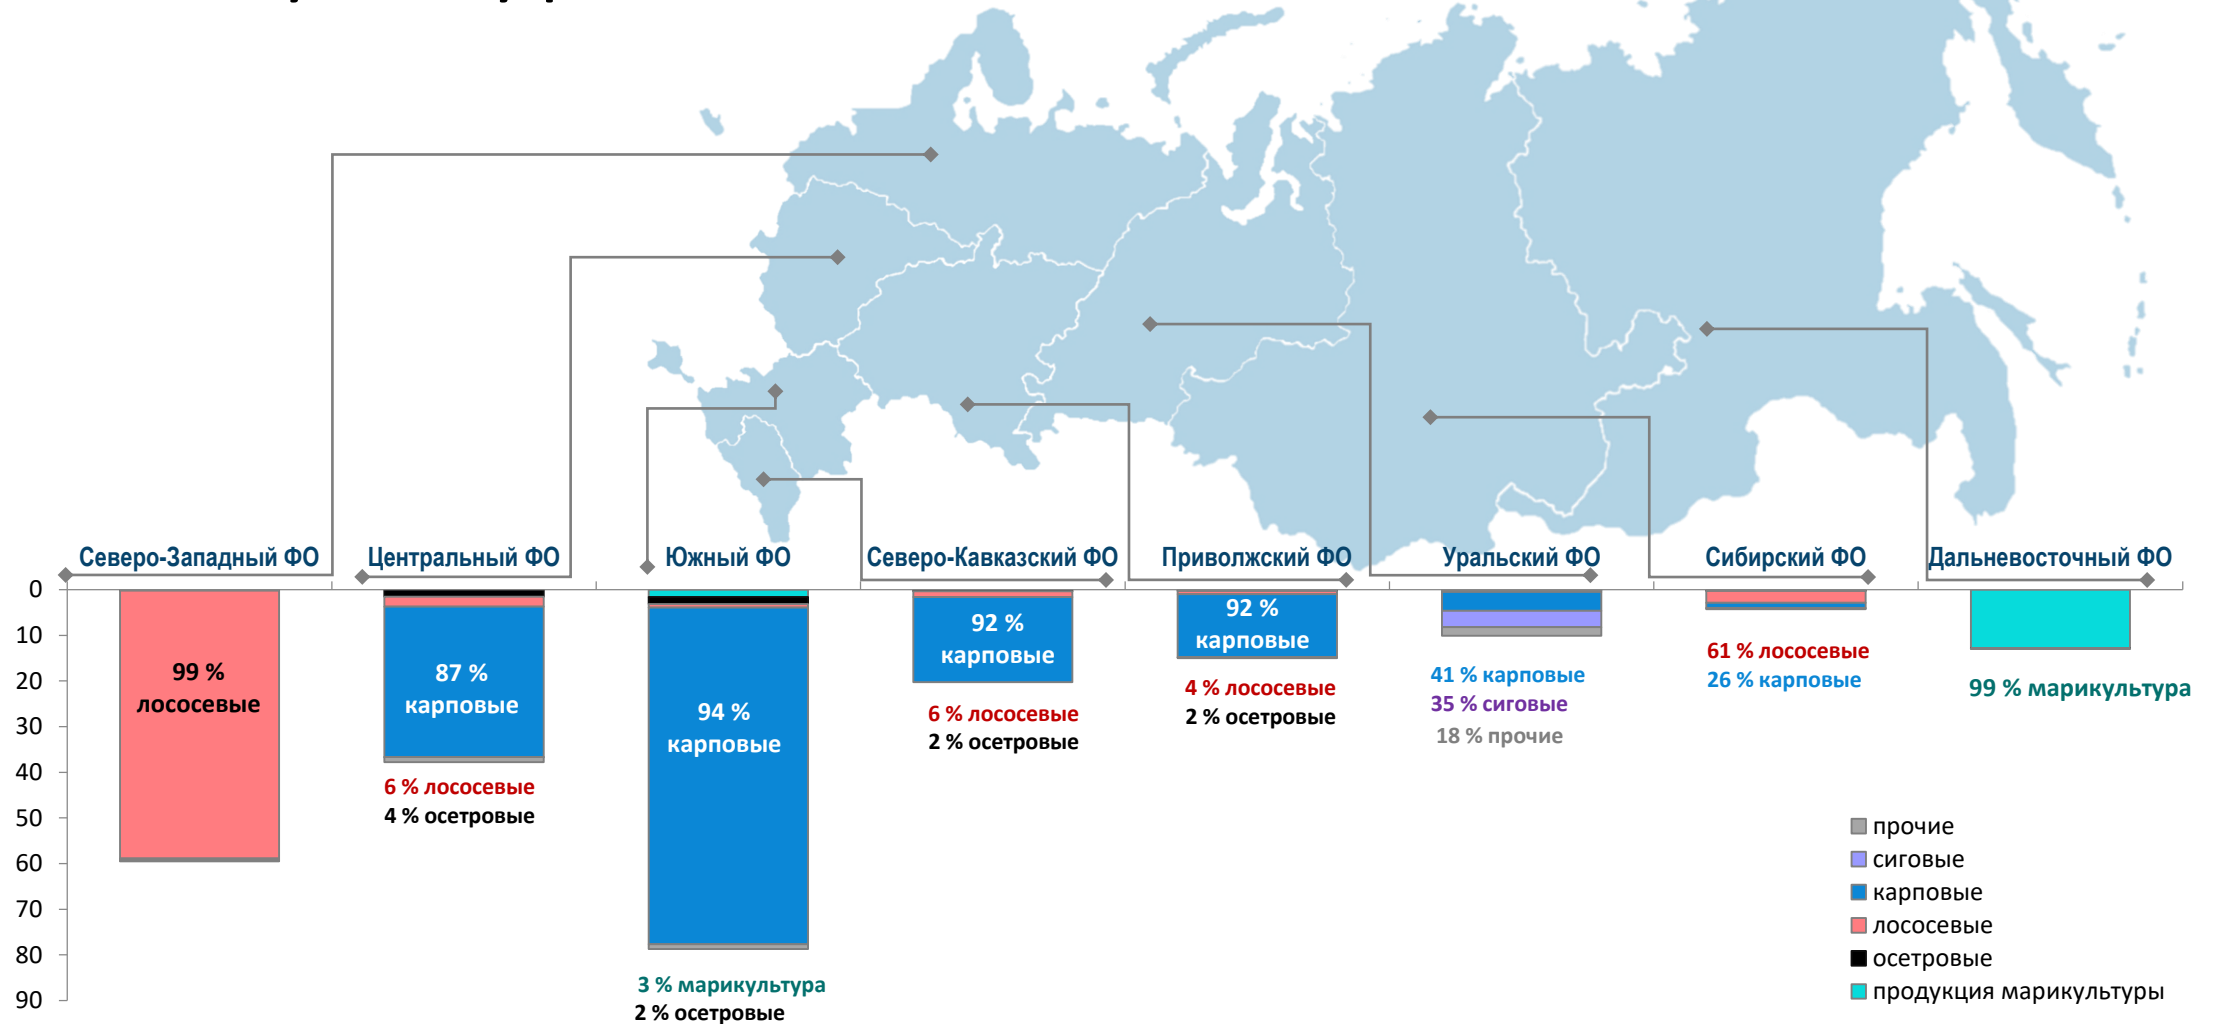 Северо-Западный ФО
Центральный ФО
Южный ФО
Северо-Кавказский ФО
Приволжский ФО
Уральский ФО
Сибирский ФО
Дальневосточный ФО
0
10
20
30
40
50
60
70
80
90
99 %
лососевые
87 %
карповые
6 % лососевые
4 % осетровые
94 %
карповые
3 % марикультура
2 % осетровые
92 %
карповые
6 % лососевые
2 % осетровые
92 %
карповые
4 % лососевые
2 % осетровые
41 % карповые
35 % сиговые
18 % прочие
61 % лососевые
26 % карповые
99 % марикультура
прочие
сиговые
карповые
лососевые
осетровые
продукция марикультуры